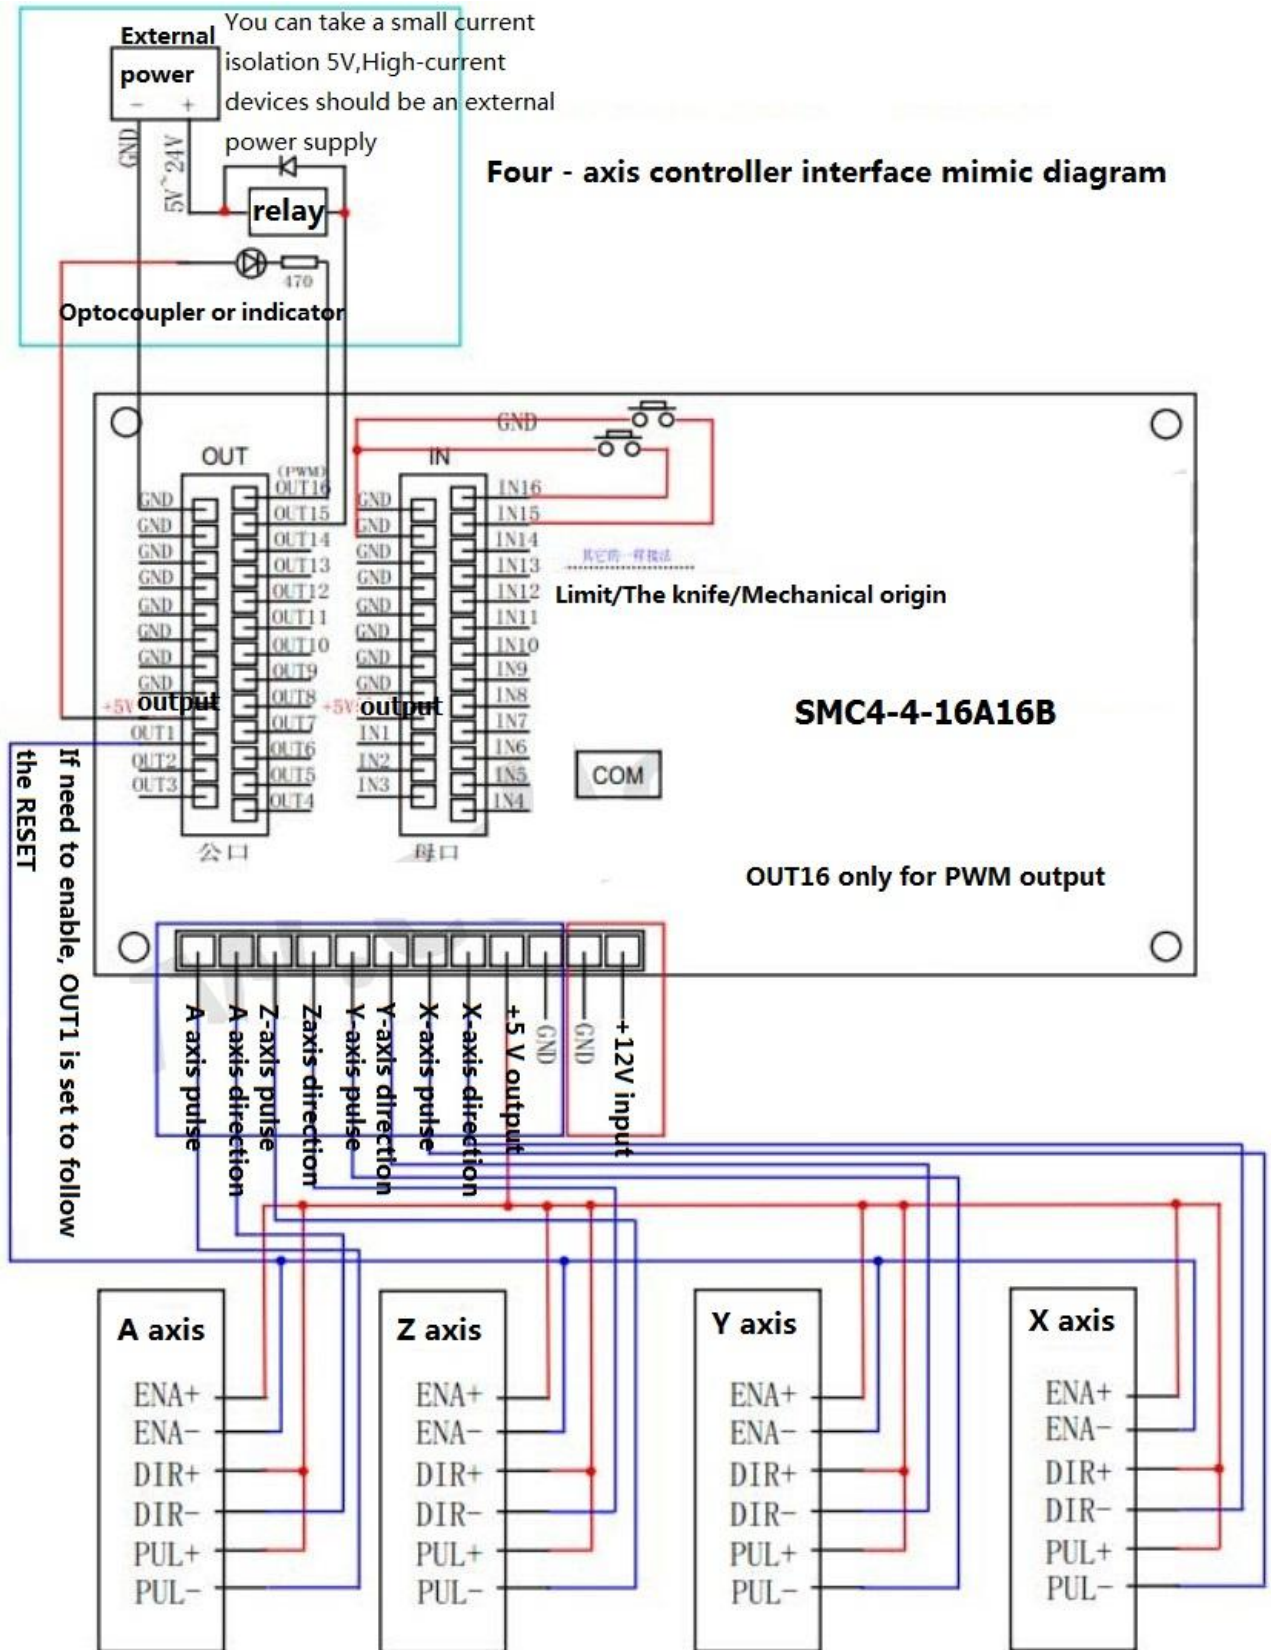 External
power
- +
You can take a small current
isolation 5V,High-current
devices should be an external
power supply
GND
5V~24V
relay
470
Optocoupler or indicator
Four - axis controller interface mimic diagram
GND
OUT
(PWM)
OUT16
OUT15
OUT14
OUT13
OUT12
OUT11
OUT10
OUT9
OUT8
OUT7
OUT6
OUT5
OUT4
GND
GND
GND
GND
GND
GND
GND
GND
+5V output
OUT1
OUT2
OUT3
公口
IN
GND
GND
GND
GND
GND
GND
GND
GND
+5V output
IN1
IN2
IN3
IN16
IN15
IN14
IN13
IN12
IN11
IN10
IN9
IN8
IN7
IN6
IN5
IN4
母口
其它的一样接法
Limit/The knife/Mechanical origin
SMC4-4-16A16B
COM
OUT16 only for PWM output
If need to enable, OUT1 is set to follow
the RESET
A axis pulse
A axis direction
Z-axis pulse
Zaxis direction
Y-axis pulse
Y-axis direction
X-axis pulse
X-axis direction
+5 V output
GND
GND
+12V input
A axis
ENA+
ENA-
DIR+
DIR-
PUL+
PUL-
Z axis
ENA+
ENA-
DIR+
DIR-
PUL+
PUL-
Y axis
ENA+
ENA-
DIR+
DIR-
PUL+
PUL-
X axis
ENA+
ENA-
DIR+
DIR-
PUL+
PUL-